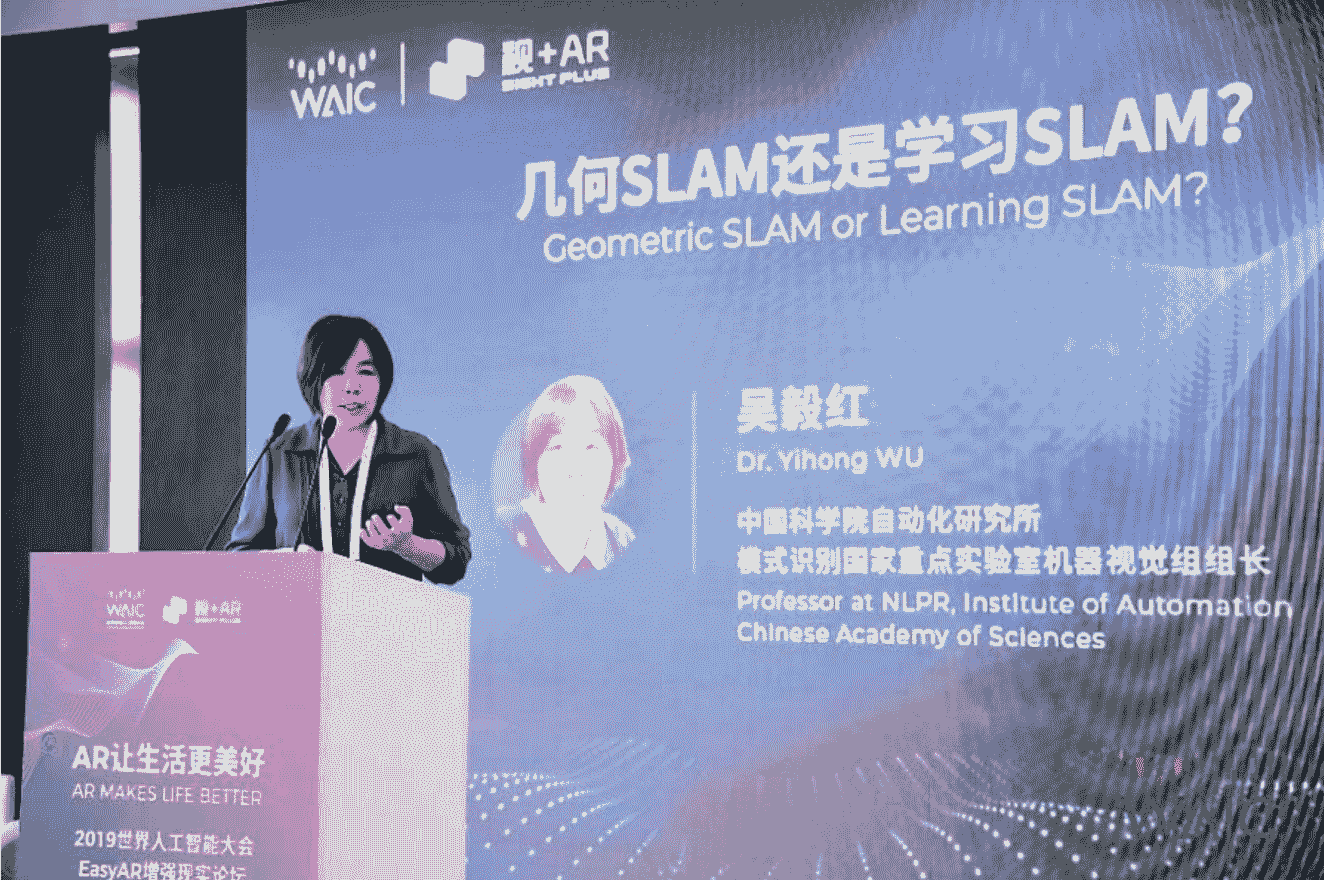 WAIC
视+AR
SIGHT PLUS
几何SLAM还是学习SLAM？
Geometric SLAM or Learning SLAM?
吴毅红
Dr. Yihong WU
中国科学院自动化研究所
模式识别国家重点实验室机器视觉组组长
Professor at NLPR, Institute of Automation
Chinese Academy of Sciences
WAIC
视+AR
AR让生活更美好
AR MAKES LIFE BETTER
2019世界人工智能大会
EasyAR增强现实论坛